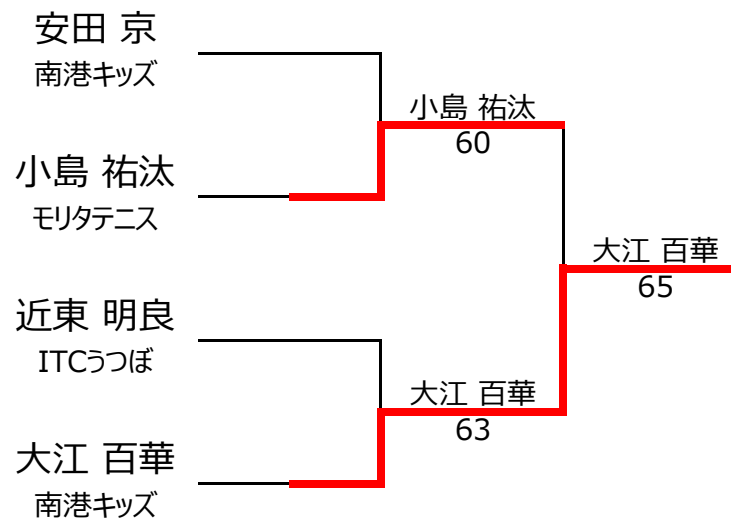 安田 京
南港キッズ
小島 祐汰
60
小島 祐汰
モリタテニス
大江 百華
65
近東 明良
ITCうつぼ
大江 百華
63
大江 百華
南港キッズ